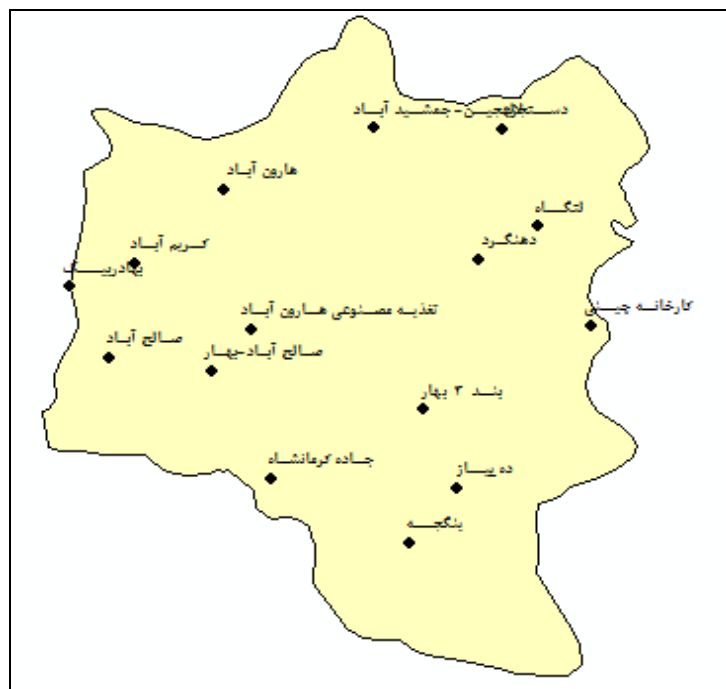 لالجین-جمشید آباد
دستجرد
هارون آباد
لتگاه
دهنگرد
کریم آباد
بهادربیک
تغذیه مصنوعی هارون آباد
کارخانه چینی
صالح آباد
صالح آباد-بهار
بند ۳ بهار
جاده کرمانشاه
ده پیاز
ینگجه